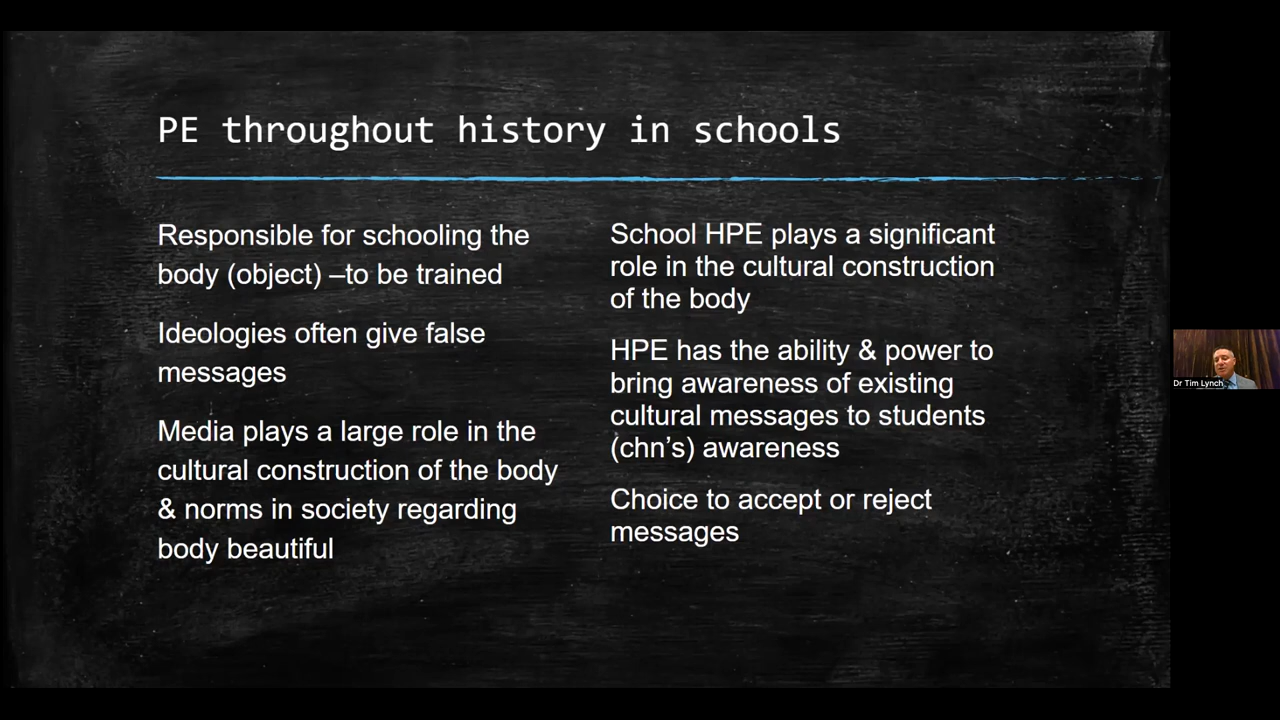 PE throughout history in schools
Responsible for schooling the
body (object) –to be trained
Ideologies often give false
messages
Media plays a large role in the
cultural construction of the body
& norms in society regarding
body beautiful
School HPE plays a significant
role in the cultural construction
of the body
HPE has the ability & power to
bring awareness of existing
cultural messages to students
(chn’s) awareness
Choice to accept or reject
messages
Dr Tim Lynch